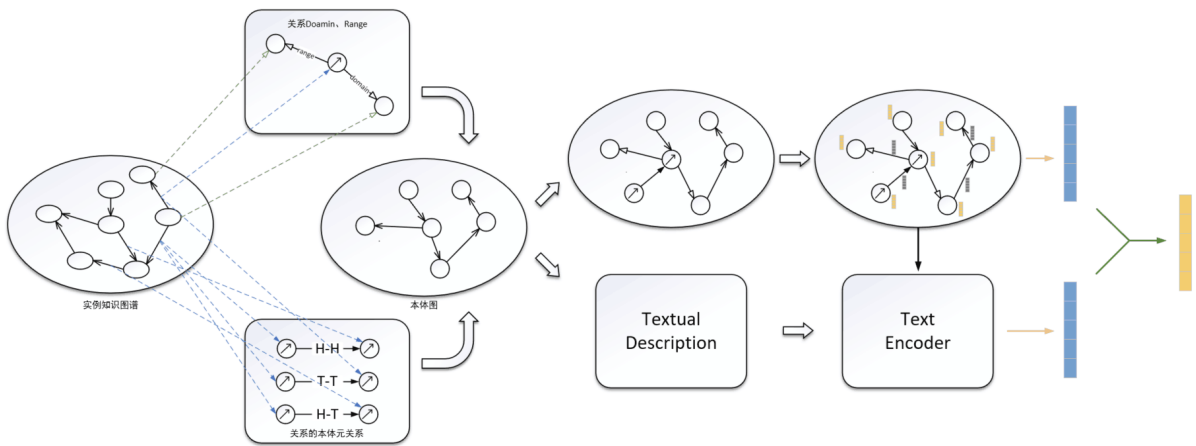 关系Doamin、Range
range
domain
实例知识图谱
本体图
H-H
T-T
H-T
关系的本体元关系
Textual
Description
Text
Encoder